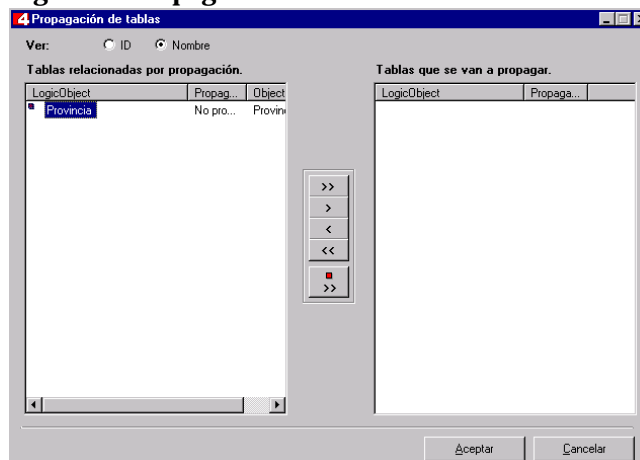 Propagación de tablas
Ver: ID Nombre
Tablas relacionadas por propagación.
LogicObject Propag... Object
Provincia No pro...
Tablas que se van a propagar.
LogicObject Propaga...
>>
>
<
<<
>>
Aceptar Cancelar